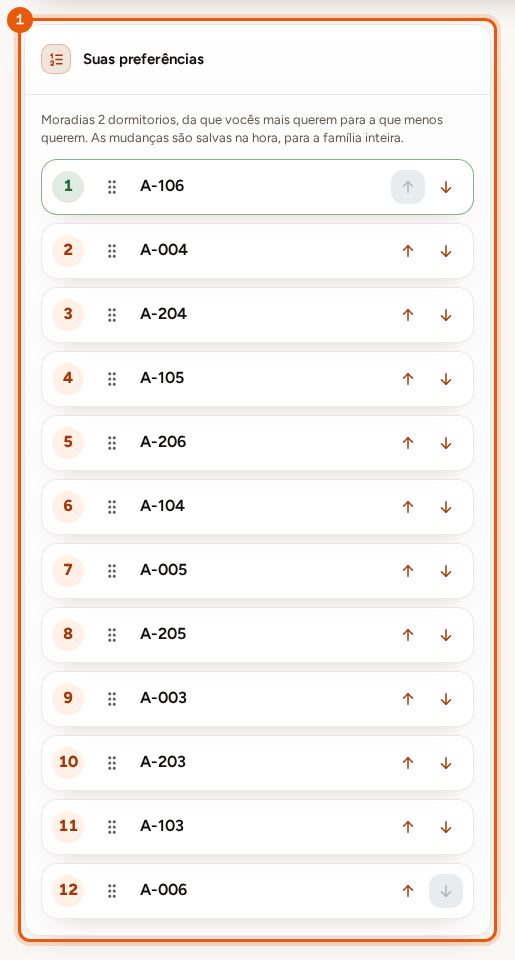 1
Suas preferências
Moradias 2 dormitorios, da que vocês mais querem para a que menos
querem. As mudanças são salvas na hora, para a família inteira.
1 A-106
2 A-004
3 A-204
4 A-105
5 A-206
6 A-104
7 A-005
8 A-205
9 A-003
10 A-203
11 A-103
12 A-006